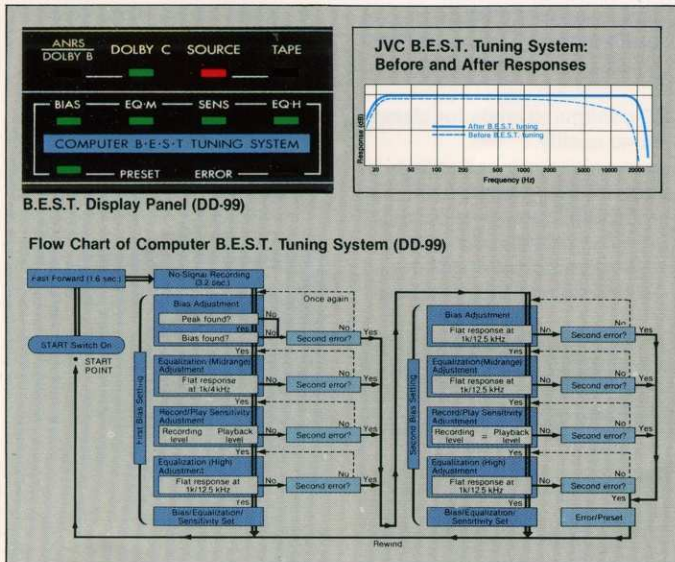 ANRS
DOLBY B
DOLBY C
SOURCE
TAPE
BIAS
EQ·M
SENS
EQ·H
COMPUTER B·E·S·T TUNING SYSTEM
PRESET
ERROR
B.E.S.T. Display Panel (DD-99)
JVC B.E.S.T. Tuning System:
Before and After Responses
Response (dB)
After B.E.S.T. tuning
Before B.E.S.T. tuning
20 50 100 200 500 1000 2000 5000 10000 20000
Frequency (Hz)
Flow Chart of Computer B.E.S.T. Tuning System (DD-99)
Fast Forward (1.6 sec.)
START Switch On
START
POINT
No-Signal Recording
(3.2 sec.)
Once again
First Bias Setting
Bias Adjustment
Peak found?
No
Yes
Bias found?
No
Second error?
No
Yes
Yes
Equalization (Midrange)
Adjustment
Flat response
at 1k/4 kHz
No
Second error?
No
Yes
Yes
Record/Play Sensitivity
Adjustment
Recording level
Playback level
No
Second error?
No
Yes
Yes
Equalization (High)
Adjustment
Flat response at
1k/12.5 kHz
No
Second error?
No
Yes
Yes
Bias/Equalization/
Sensitivity Set
Second Bias Setting
Bias Adjustment
Flat response at
1k/12.5 kHz
No
Second error?
No
Yes
Yes
Equalization (Midrange)
Adjustment
Flat response at
1k/12.5 kHz
No
Second error?
No
Yes
Yes
Record/Play Sensitivity
Adjustment
Recording level = Playback level
No
Second error?
No
Yes
Yes
Equalization (High)
Adjustment
Flat response at
1k/12.5 kHz
No
Second error?
No
Yes
Yes
Bias/Equalization/
Sensitivity Set
Error/Preset
Rewind